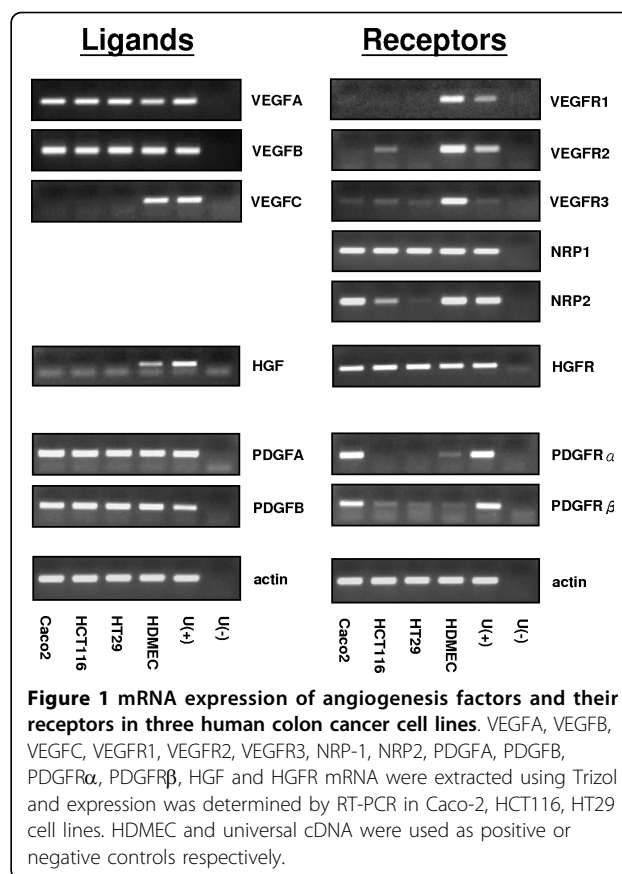 Ligands
VEGFA
VEGFB
VEGFC
HGF
PDGFA
PDGFB
actin
Caco2
HCT116
HT29
HDMEC
U(+)
U(-)
Receptors
VEGFR1
VEGFR2
VEGFR3
NRP1
NRP2
HGFR
PDGFR α
PDGFR β
actin
Caco2
HCT116
HT29
HDMEC
U(+)
U(-)
Figure 1 mRNA expression of angiogenesis factors and their
receptors in three human colon cancer cell lines. VEGFA, VEGFB,
VEGFC, VEGFR1, VEGFR2, VEGFR3, NRP-1, NRP2, PDGFA, PDGFB,
PDGFRα, PDGFRβ, HGF and HGFR mRNA were extracted using Trizol
and expression was determined by RT-PCR in Caco-2, HCT116, HT29
cell lines. HDMEC and universal cDNA were used as positive or
negative controls respectively.